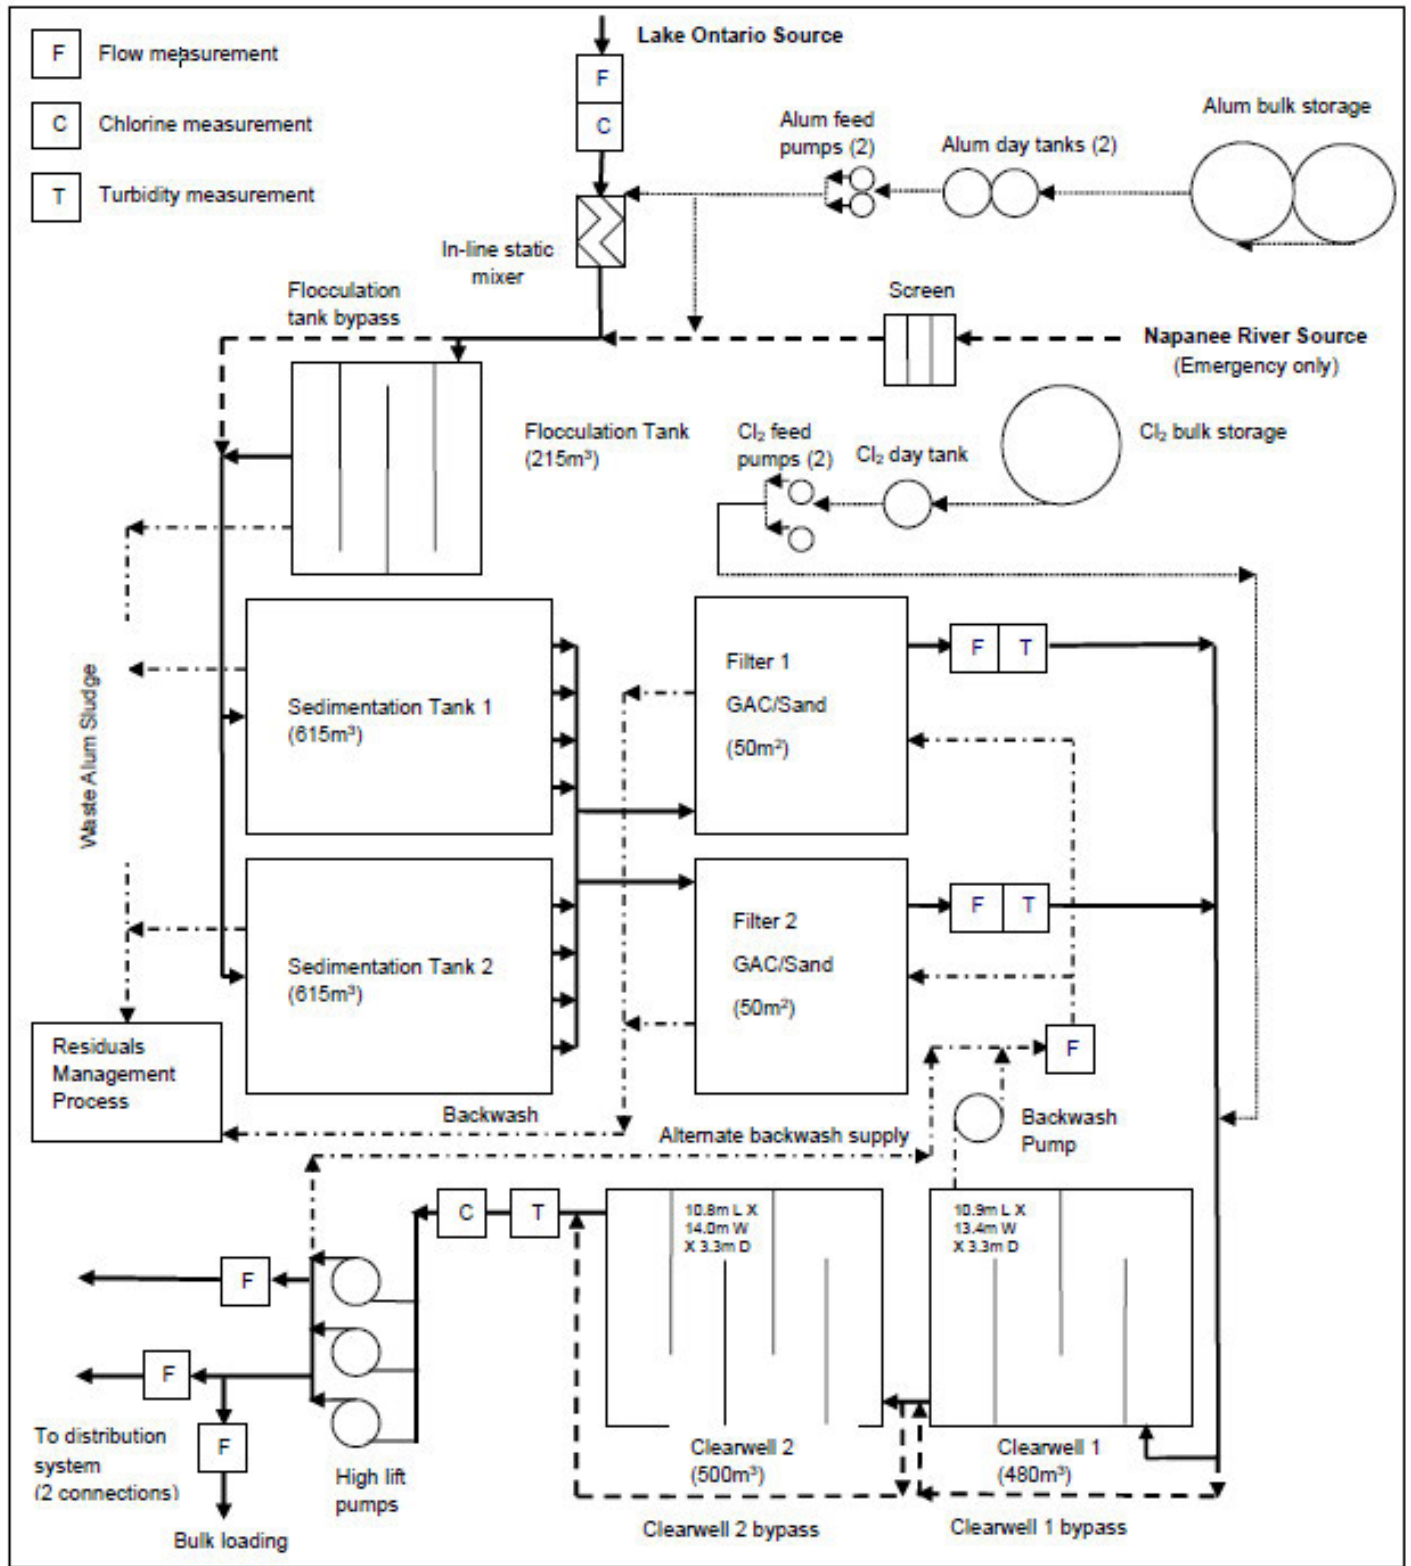 F Flow measurement
C Chlorine measurement
T Turbidity measurement
Lake Ontario Source
F
C
Alum feed
pumps (2)
Alum day tanks (2)
Alum bulk storage
In-line static
mixer
Flocculation
tank bypass
Screen
Napanee River Source
(Emergency only)
Flocculation Tank
(215m³)
Cl₂ feed
pumps (2)
Cl₂ day tank
Cl₂ bulk storage
Waste Alum Sludge
Sedimentation Tank 1
(615m³)
Filter 1
GAC/Sand
(50m²)
F T
Sedimentation Tank 2
(615m³)
Filter 2
GAC/Sand
(50m²)
F T
Residuals
Management
Process
Backwash
Alternate backwash supply
F
Backwash
Pump
C T
10.8m L X
14.0m W
X 3.3m D
10.9m L X
13.4m W
X 3.3m D
F
F
F
To distribution
system
(2 connections)
Bulk loading
High lift
pumps
Clearwell 2
(500m³)
Clearwell 1
(480m³)
Clearwell 2 bypass
Clearwell 1 bypass